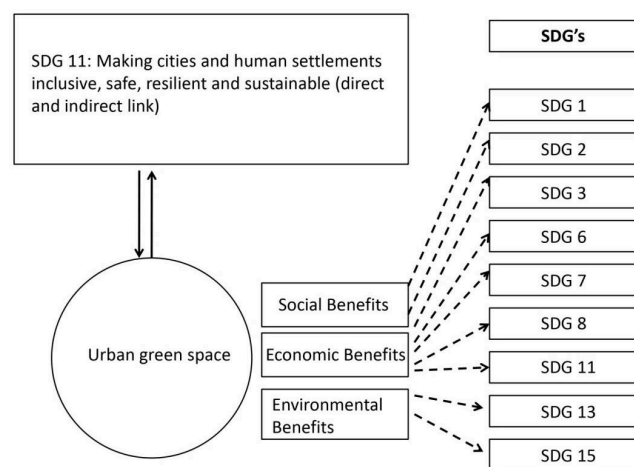 SDG 11: Making cities and human settlements
inclusive, safe, resilient and sustainable (direct
and indirect link)
Urban green space
Social Benefits
Economic Benefits
Environmental
Benefits
SDG's
SDG 1
SDG 2
SDG 3
SDG 6
SDG 7
SDG 8
SDG 11
SDG 13
SDG 15